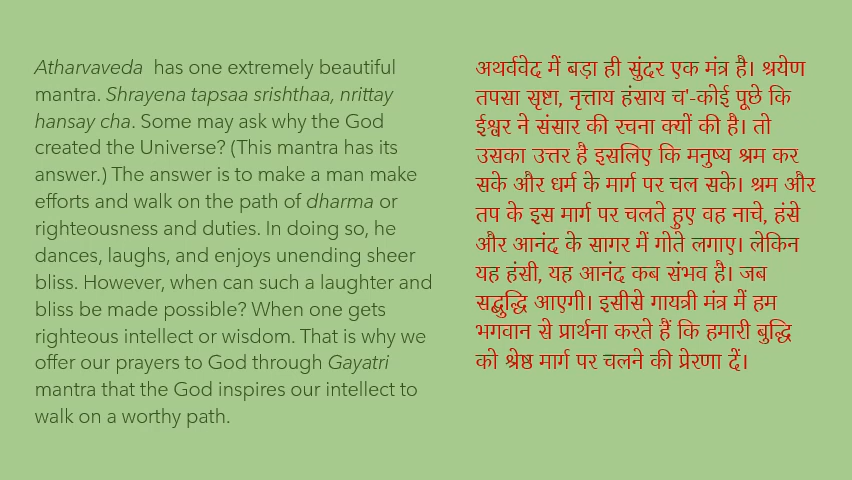 Atharvaveda has one extremely beautiful
mantra. Shrayena tapsaa srishthaa, nrittay
hansay cha. Some may ask why the God
created the Universe? (This mantra has its
answer.) The answer is to make a man make
efforts and walk on the path of dharma or
righteousness and duties. In doing so, he
dances, laughs, and enjoys unending sheer
bliss. However, when can such a laughter and
bliss be made possible? When one gets
righteous intellect or wisdom. That is why we
offer our prayers to God through Gayatri
mantra that the God inspires our intellect to
walk on a worthy path.
अथर्ववेद में बड़ा ही सुंदर एक मंत्र है। श्रयेण
तपसा सृष्टा, नृत्ताय हंसाय च'-कोई पूछे कि
ईश्वर ने संसार की रचना क्यों की है। तो
उसका उत्तर है इसलिए कि मनुष्य श्रम कर
सके और धर्म के मार्ग पर चल सके। श्रम और
तप के इस मार्ग पर चलते हुए वह नाचे, हंसे
और आनंद के सागर में गोते लगाए। लेकिन
यह हंसी, यह आनंद कब संभव है। जब
सद्बुद्धि आएगी। इसीसे गायत्री मंत्र में हम
भगवान से प्रार्थना करते हैं कि हमारी बुद्धि
को श्रेष्ठ मार्ग पर चलने की प्रेरणा दें।